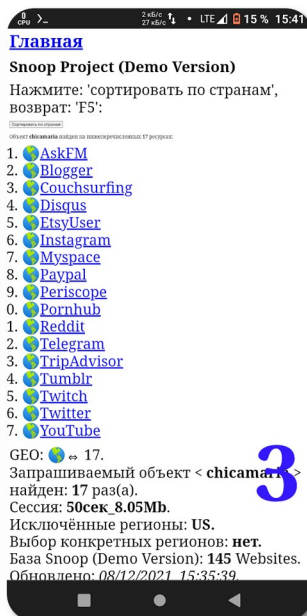 0 CPU >_ 2 кБ/с 27 кБ/с LTE 15 % 15:41
Главная
Snoop Project (Demo Version)
Нажмите: 'сортировать по странам',
возврат: 'F5':
Сортировать по странам
Объект chicamaria найден на нижеперечисленных 17 ресурсах:
1. AskFM
2. Blogger
3. Couchsurfing
4. Disqus
5. EtsyUser
6. Instagram
7. Myspace
8. Paypal
9. Periscope
0. Pornhub
1. Reddit
2. Telegram
3. TripAdvisor
4. Tumblr
5. Twitch
6. Twitter
7. YouTube
GEO: ⇔ 17.
Запрашиваемый объект < chicamaria >
найден: 17 раз(а).
Сессия: 50сек_8.05Mb.
Исключённые регионы: US.
Выбор конкретных регионов: нет.
База Snoop (Demo Version): 145 Websites.
Обновлено: 08/12/2021_15:35:39.
3